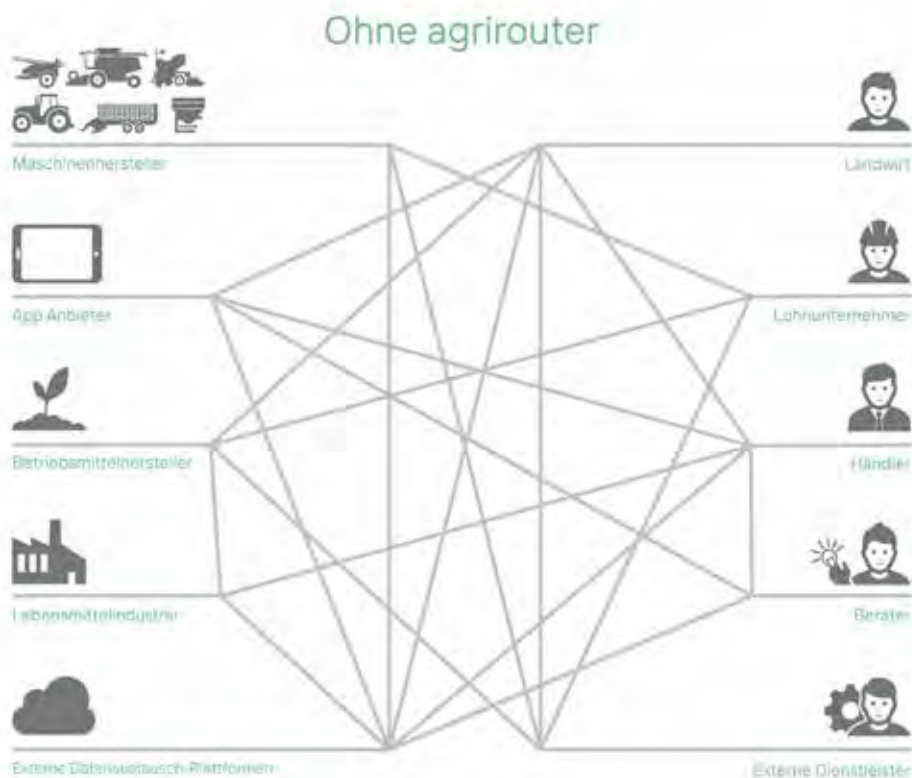 Ohne agrirouter
Maschinenhersteller
Landwirt
App Anbieter
Lohnunternehmer
Betriebsmittelhersteller
Händler
Lebensmittelindustrie
Berater
Externe Datenaustausch-Plattformen
Externe Dienstleister